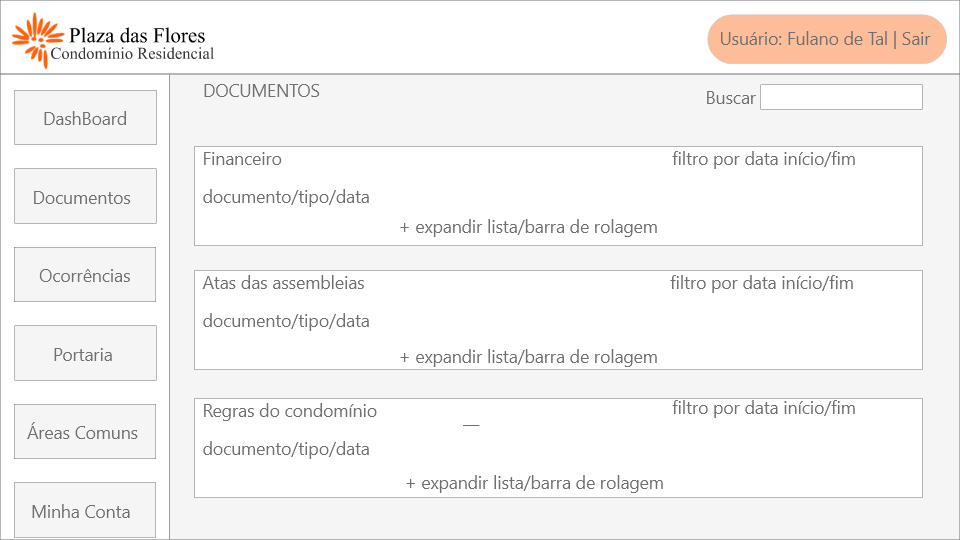 Plaza das Flores
Condomínio Residencial
Usuário: Fulano de Tal | Sair
DashBoard
Documentos
Ocorrências
Portaria
Áreas Comuns
Minha Conta
DOCUMENTOS
Buscar
Financeiro
filtro por data início/fim
documento/tipo/data
+ expandir lista/barra de rolagem
Atas das assembleias
filtro por data início/fim
documento/tipo/data
+ expandir lista/barra de rolagem
Regras do condomínio
filtro por data início/fim
documento/tipo/data
+ expandir lista/barra de rolagem